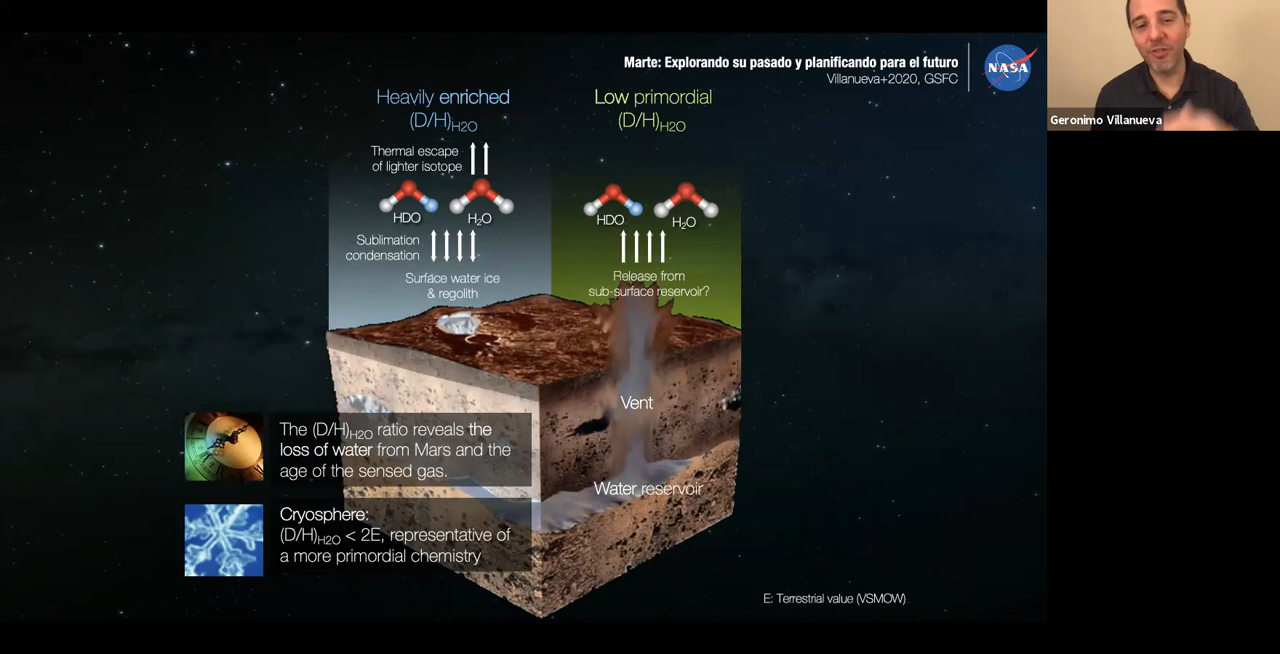 Marte: Explorando su pasado y planificando para el futuro
Villanueva+2020, GSFC
NASA
Geronimo Villanueva
Heavily enriched
(D/H)H2O
Low primordial
(D/H)H2O
Thermal escape
of lighter isotope
HDO
H2O
HDO
H2O
Sublimation
condensation
Surface water ice
& regolith
Release from
sub-surface reservoir?
Vent
Water reservoir
The (D/H)H2O ratio reveals the
loss of water from Mars and the
age of the sensed gas.
Cryosphere:
(D/H)H2O < 2E, representative of
a more primordial chemistry
E: Terrestrial value (VSMOW)